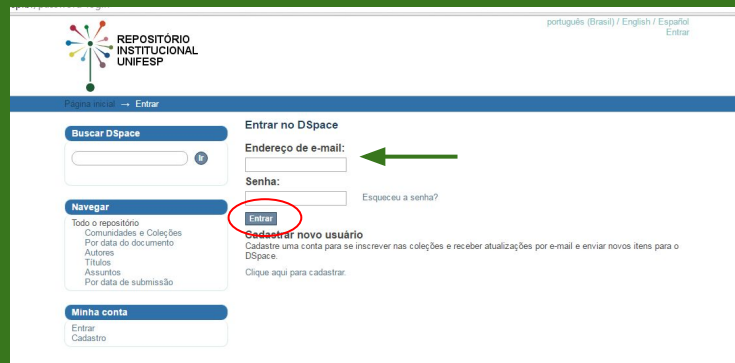 português (Brasil) / English / Español
Entrar
REPOSITÓRIO
INSTITUCIONAL
UNIFESP
Página inicial → Entrar
Buscar DSpace
Ir
Navegar
Todo o repositório
Comunidades e Coleções
Por data do documento
Autores
Títulos
Assuntos
Por data de submissão
Minha conta
Entrar
Cadastro
Entrar no DSpace
Endereço de e-mail:
Senha:
Esqueceu a senha?
Entrar
Cadastrar novo usuário
Cadastre uma conta para se inscrever nas coleções e receber atualizações por e-mail e enviar novos itens para o
DSpace.
Clique aqui para cadastrar.